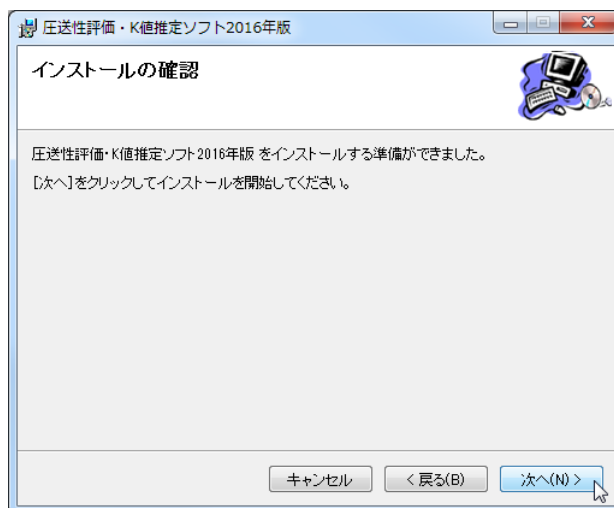 圧送性評価・K値推定ソフト2016年版
インストールの確認
圧送性評価・K値推定ソフト2016年版 をインストールする準備ができました。
[次へ]をクリックしてインストールを開始してください。
キャンセル
< 戻る(B)
次へ(N) >